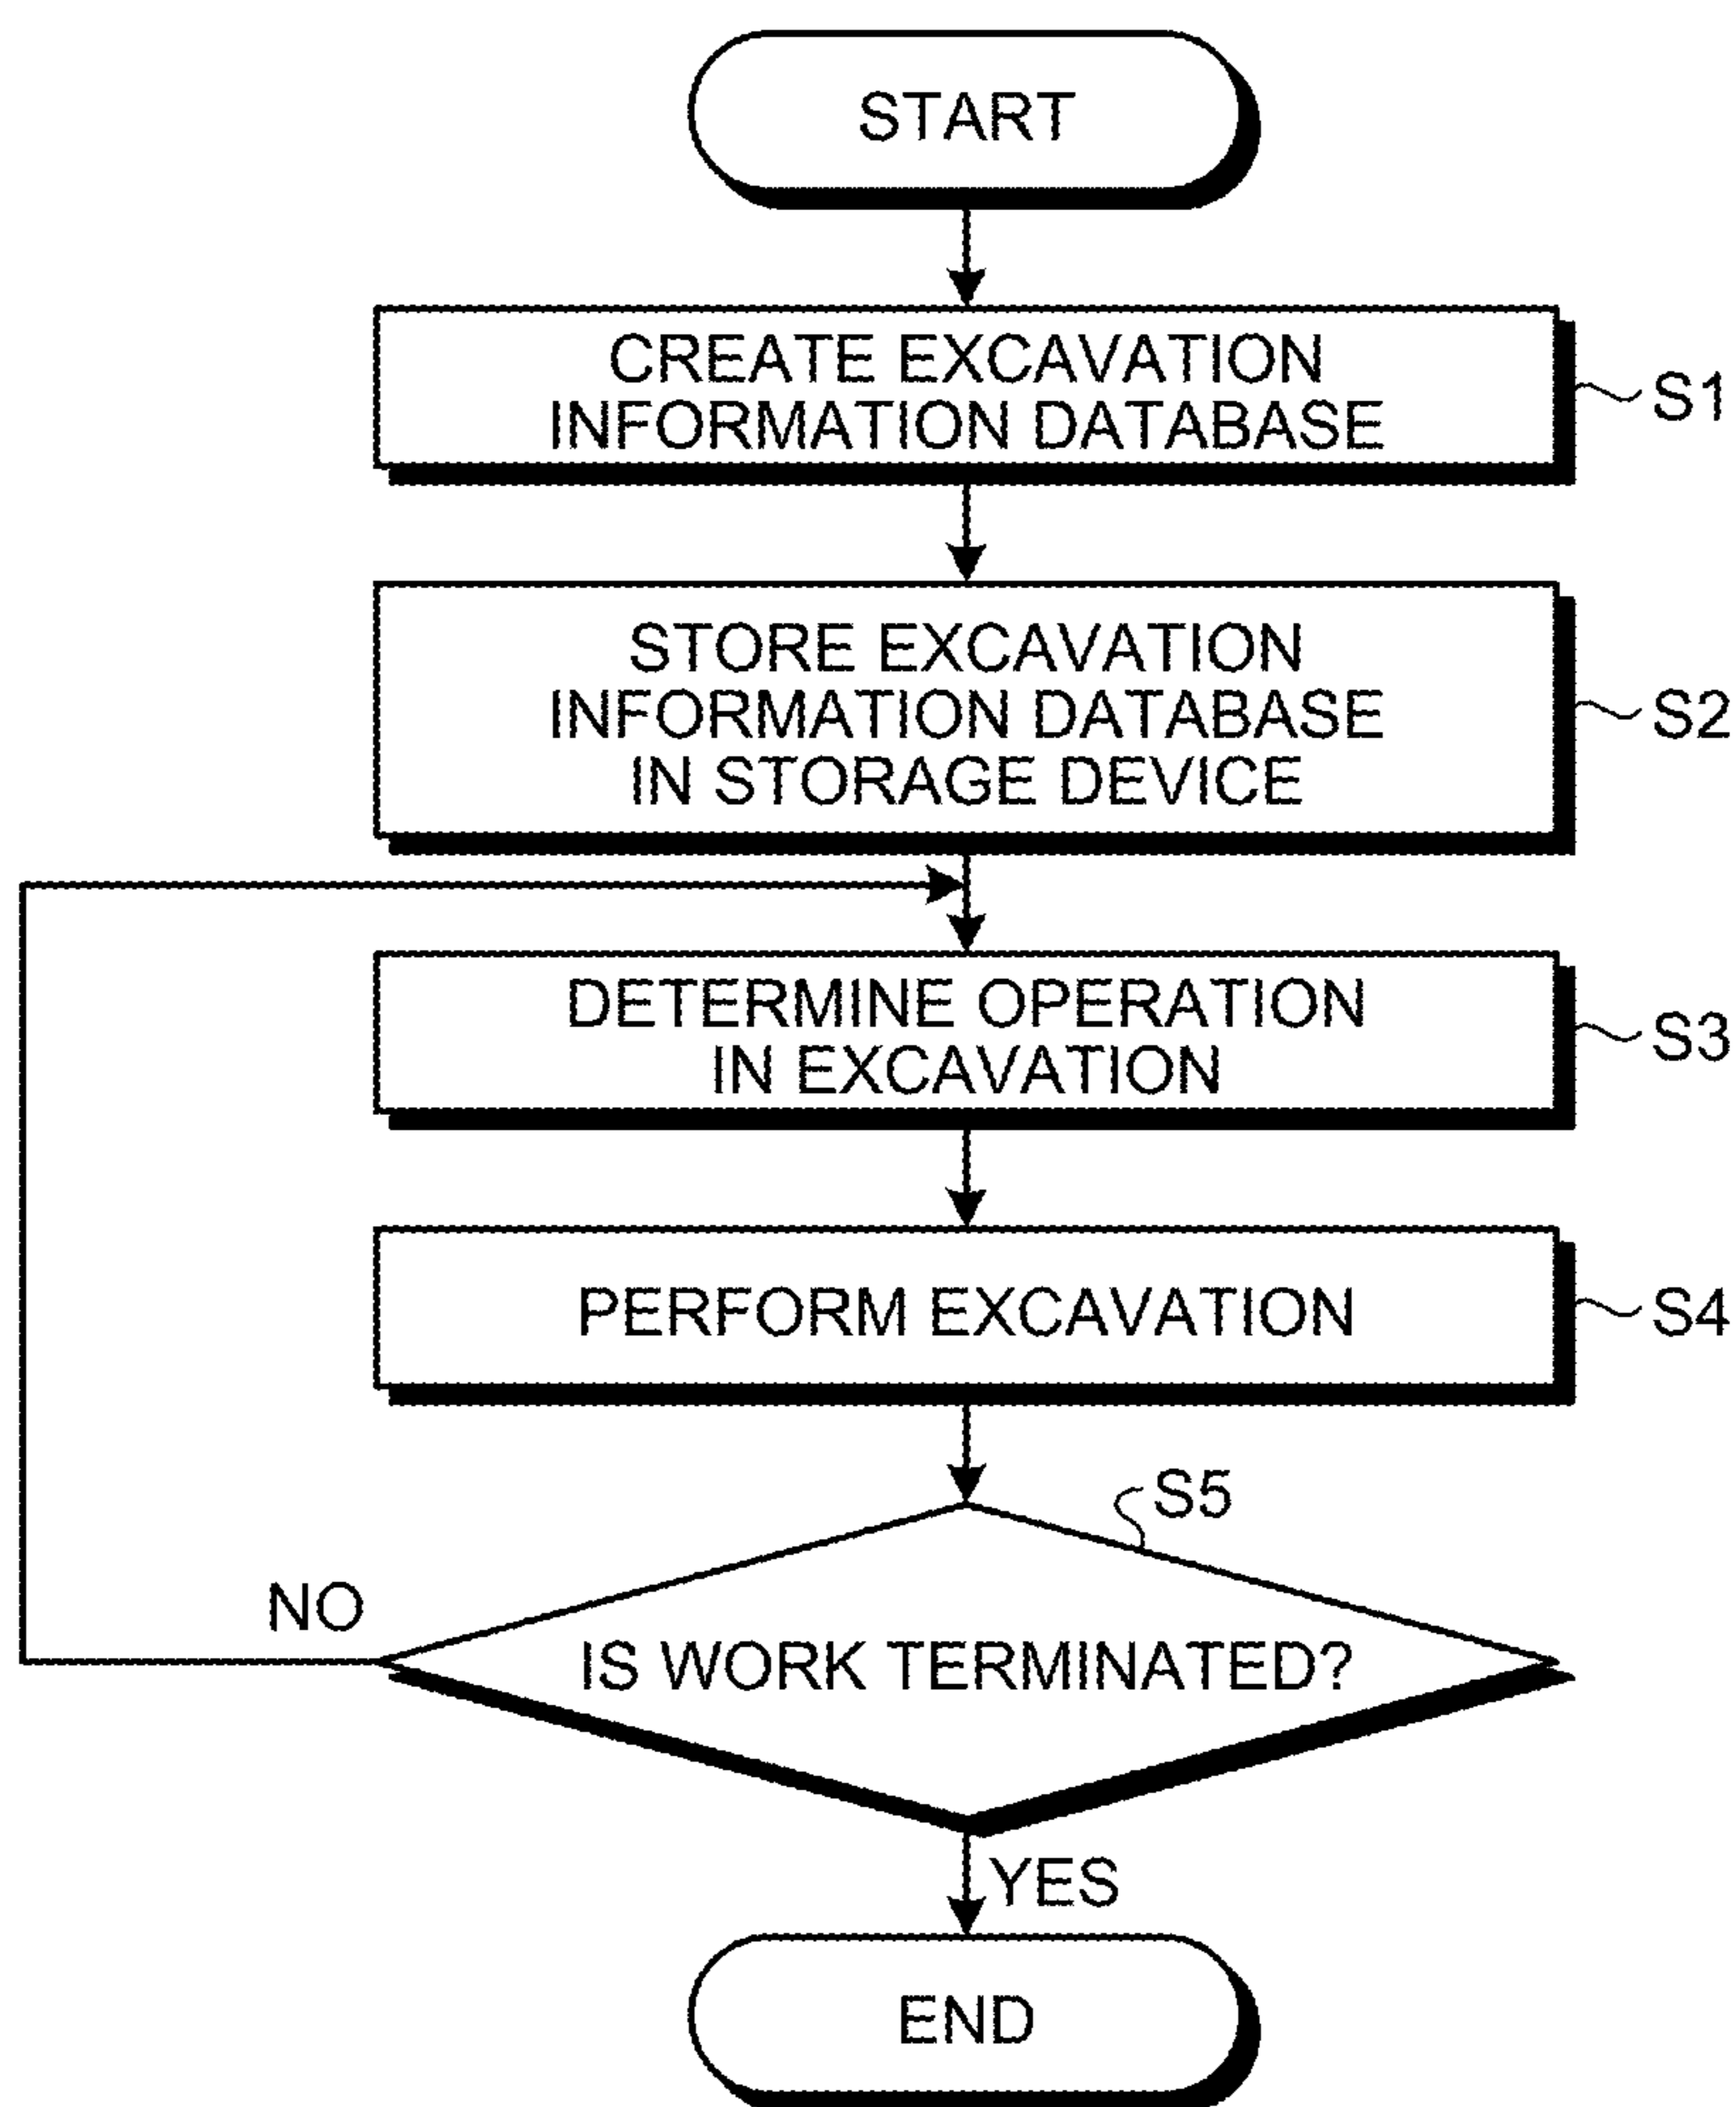 START
CREATE EXCAVATION
INFORMATION DATABASE
S1
STORE EXCAVATION
INFORMATION DATABASE
IN STORAGE DEVICE
S2
DETERMINE OPERATION
IN EXCAVATION
S3
PERFORM EXCAVATION
S4
S5
NO
IS WORK TERMINATED?
YES
END